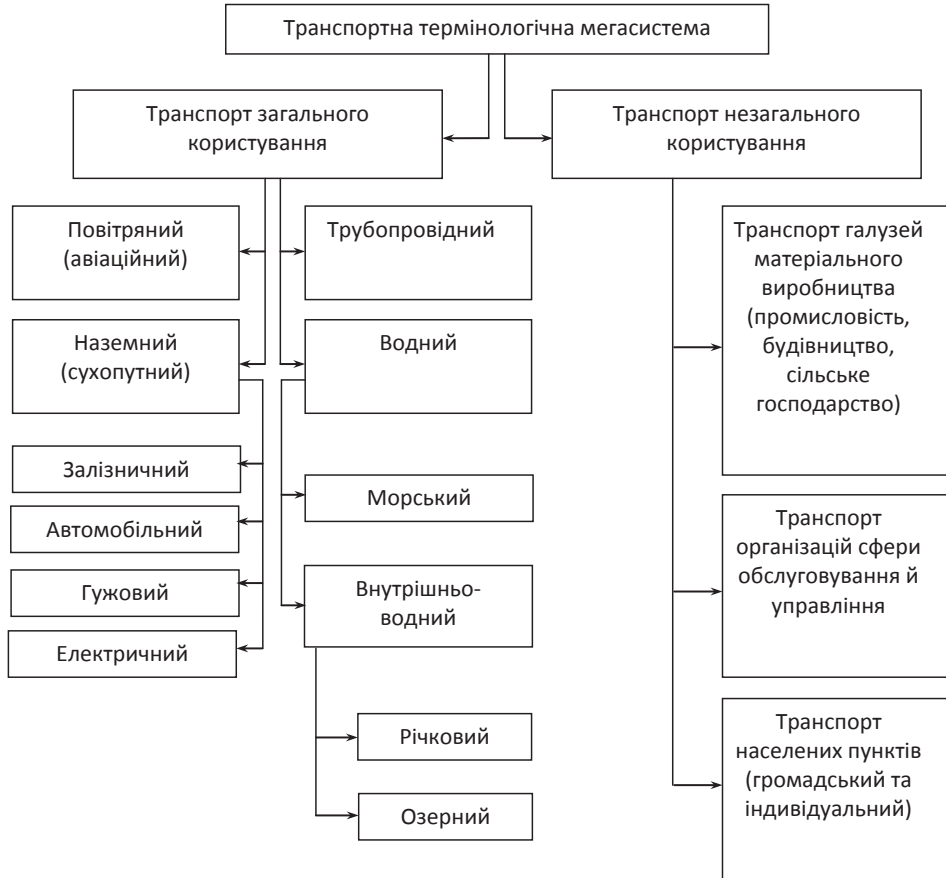 Транспортна термінологічна мегасистема
Транспорт загального
користування
Транспорт незагального
користування
Повітряний
(авіаційний)
Трубопровідний
Наземний
(сухопутний)
Водний
Залізничний
Автомобільний
Гужовий
Електричний
Морський
Внутрішньо-
водний
Річковий
Озерний
Транспорт галузей
матеріального
виробництва
(промисловість,
будівництво,
сільське
господарство)
Транспорт
організацій сфери
обслуговування й
управління
Транспорт
населених пунктів
(громадський та
індивідуальний)